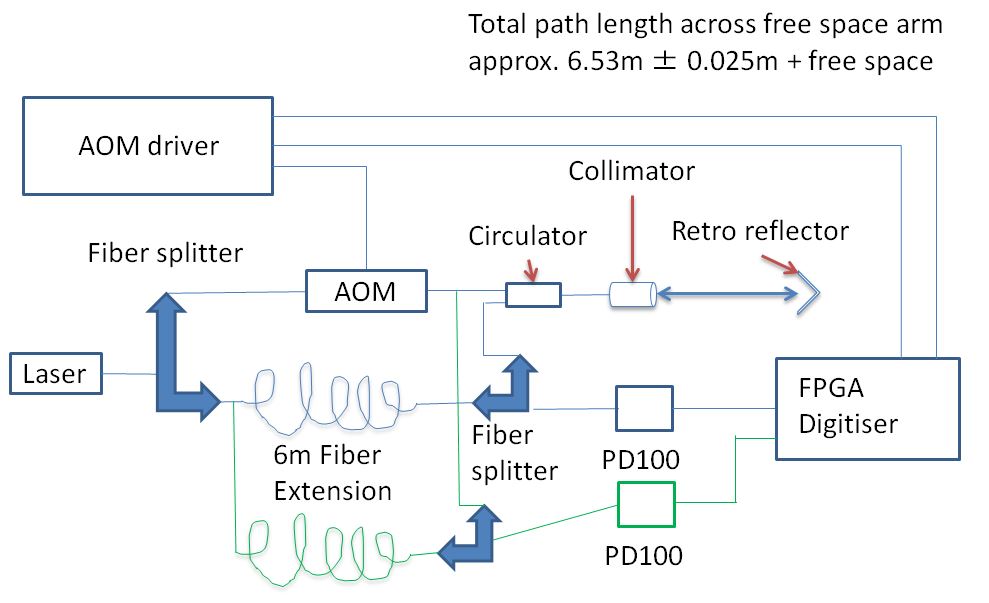 Total path length across free space arm
approx. 6.53m ± 0.025m + free space
AOM driver
Collimator
Circulator
Retro reflector
Fiber splitter
AOM
Laser
FPGA
Digitiser
Fiber
splitter
6m Fiber
Extension
PD100
PD100